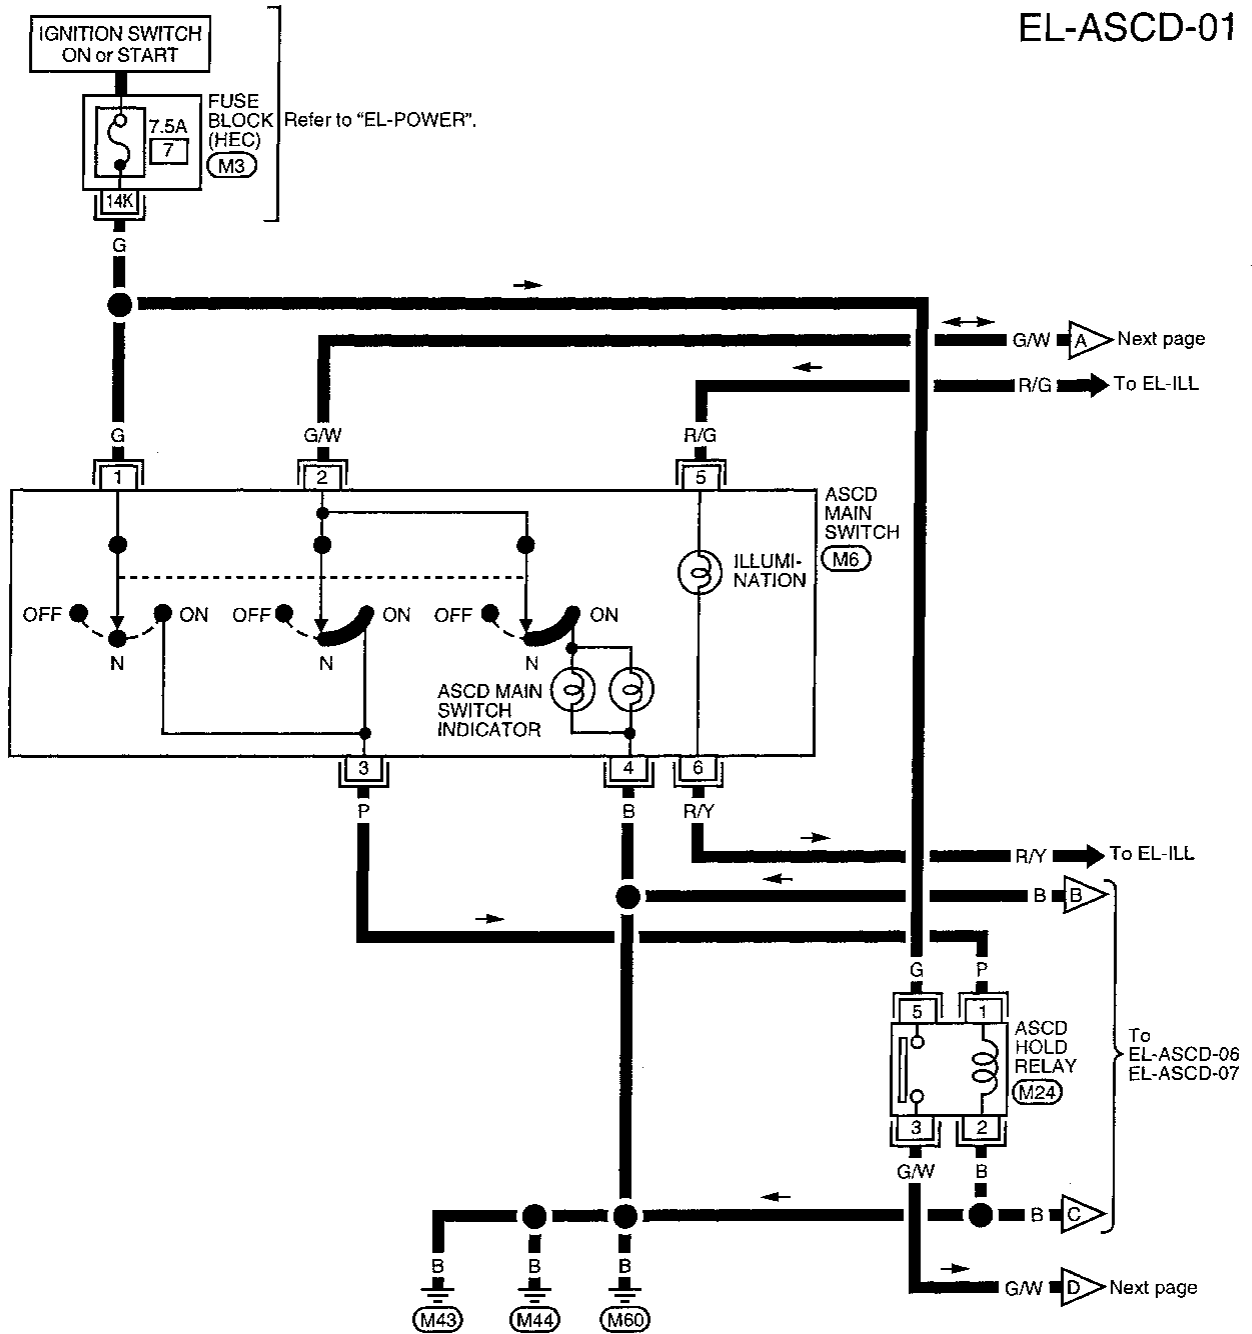 EL-ASCD-01
IGNITION SWITCH
ON or START
FUSE
BLOCK
(HEC)
M3
7.5A
7
14K
Refer to "EL-POWER".
G
G/W
A
Next page
R/G
To EL-ILL
G
G/W
R/G
1
2
5
ASCD
MAIN
SWITCH
M6
ILLUMI-
NATION
OFF
ON
N
OFF
ON
N
OFF
ON
N
ASCD MAIN
SWITCH
INDICATOR
3
4
6
P
B
R/Y
R/Y
To EL-ILL
B
B
G
P
5
1
ASCD
HOLD
RELAY
M24
To
EL-ASCD-06
EL-ASCD-07
3
2
G/W
B
B
C
B
B
B
M43
M44
M60
G/W
D
Next page